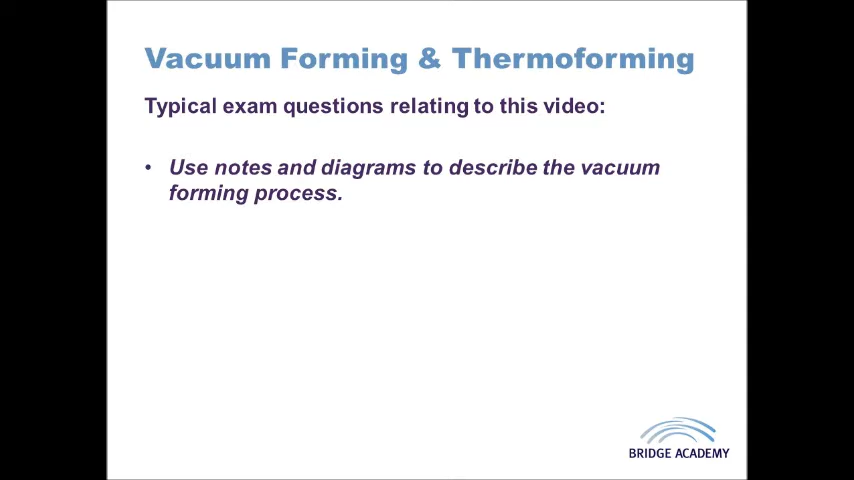 Vacuum Forming & Thermoforming
Typical exam questions relating to this video:
• Use notes and diagrams to describe the vacuum
forming process.
BRIDGE ACADEMY